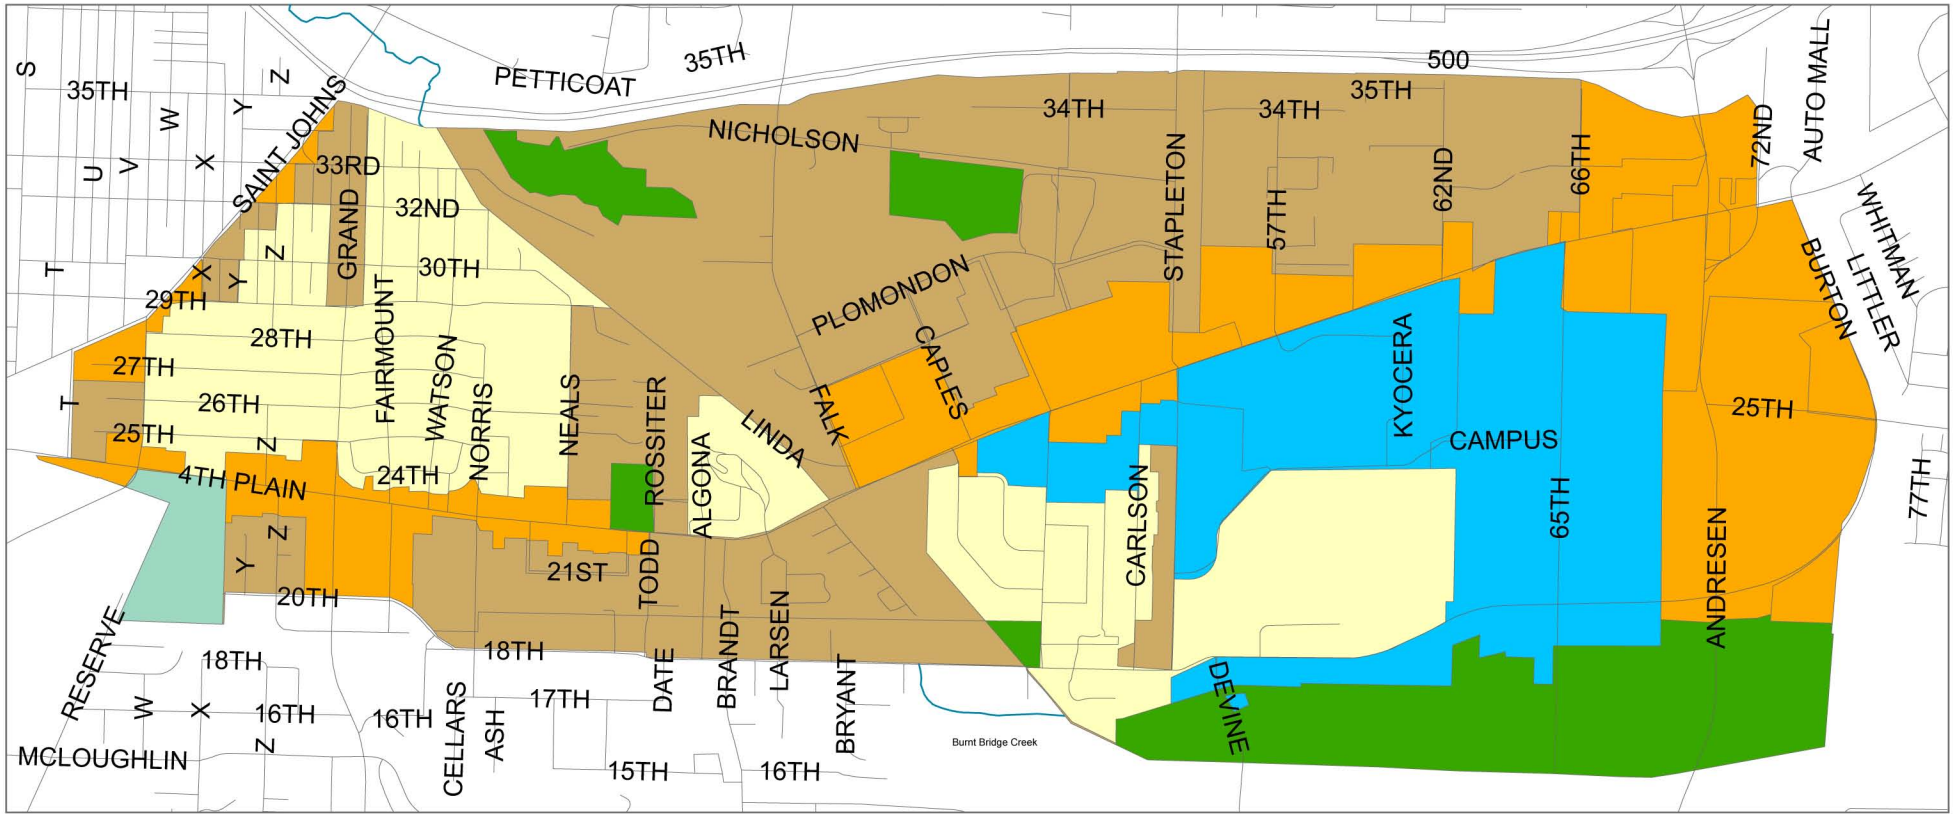 S
35TH
W
Y
Z
SAINT JOHNS
PETTICOAT
35TH
500
AUTO MALL
34TH
34TH
35TH
72ND
NICHOLSON
U
V
X
33RD
GRAND
32ND
STAPLETON
57TH
62ND
66TH
WHITMAN
LITTLER
BURTON
T
X
Y
Z
30TH
29TH
28TH
FAIRMOUNT
WATSON
NORRIS
PLOMONDON
CAPLES
KYOCERA
27TH
T
26TH
25TH
Z
24TH
NEALS
ROSSITER
ALGONA
LINDA
FALK
25TH
CAMPUS
4TH PLAIN
Z
Y
20TH
21ST
TODD
CARLSON
65TH
ANDRESEN
77TH
RESERVE
18TH
W
X
16TH
Z
MCLOUGHLIN
16TH
CELLARS
ASH
18TH
17TH
15TH
DATE
BRANDT
LARSEN
16TH
BRYANT
Burnt Bridge Creek
DEVINE